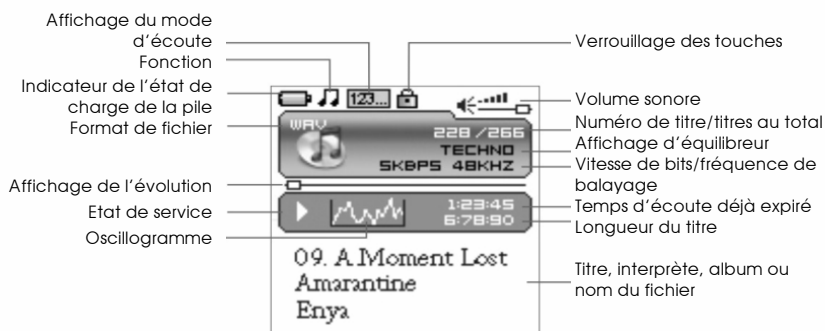 Affichage du mode
d'écoute
Fonction
Indicateur de l'état de
charge de la pile
Format de fichier
Affichage de l'évolution
Etat de service
Oscillogramme
123...
WAV
228 /266
TECHNO
5KBPS 48KHZ
1:23:45
6:78:90
09. A Moment Lost
Amarantine
Enya
Verrouillage des touches
Volume sonore
Numéro de titre/titres au total
Affichage d'équilibreur
Vitesse de bits/fréquence de
balayage
Temps d'écoute déjà expiré
Longueur du titre
Titre, interprète, album ou
nom du fichier